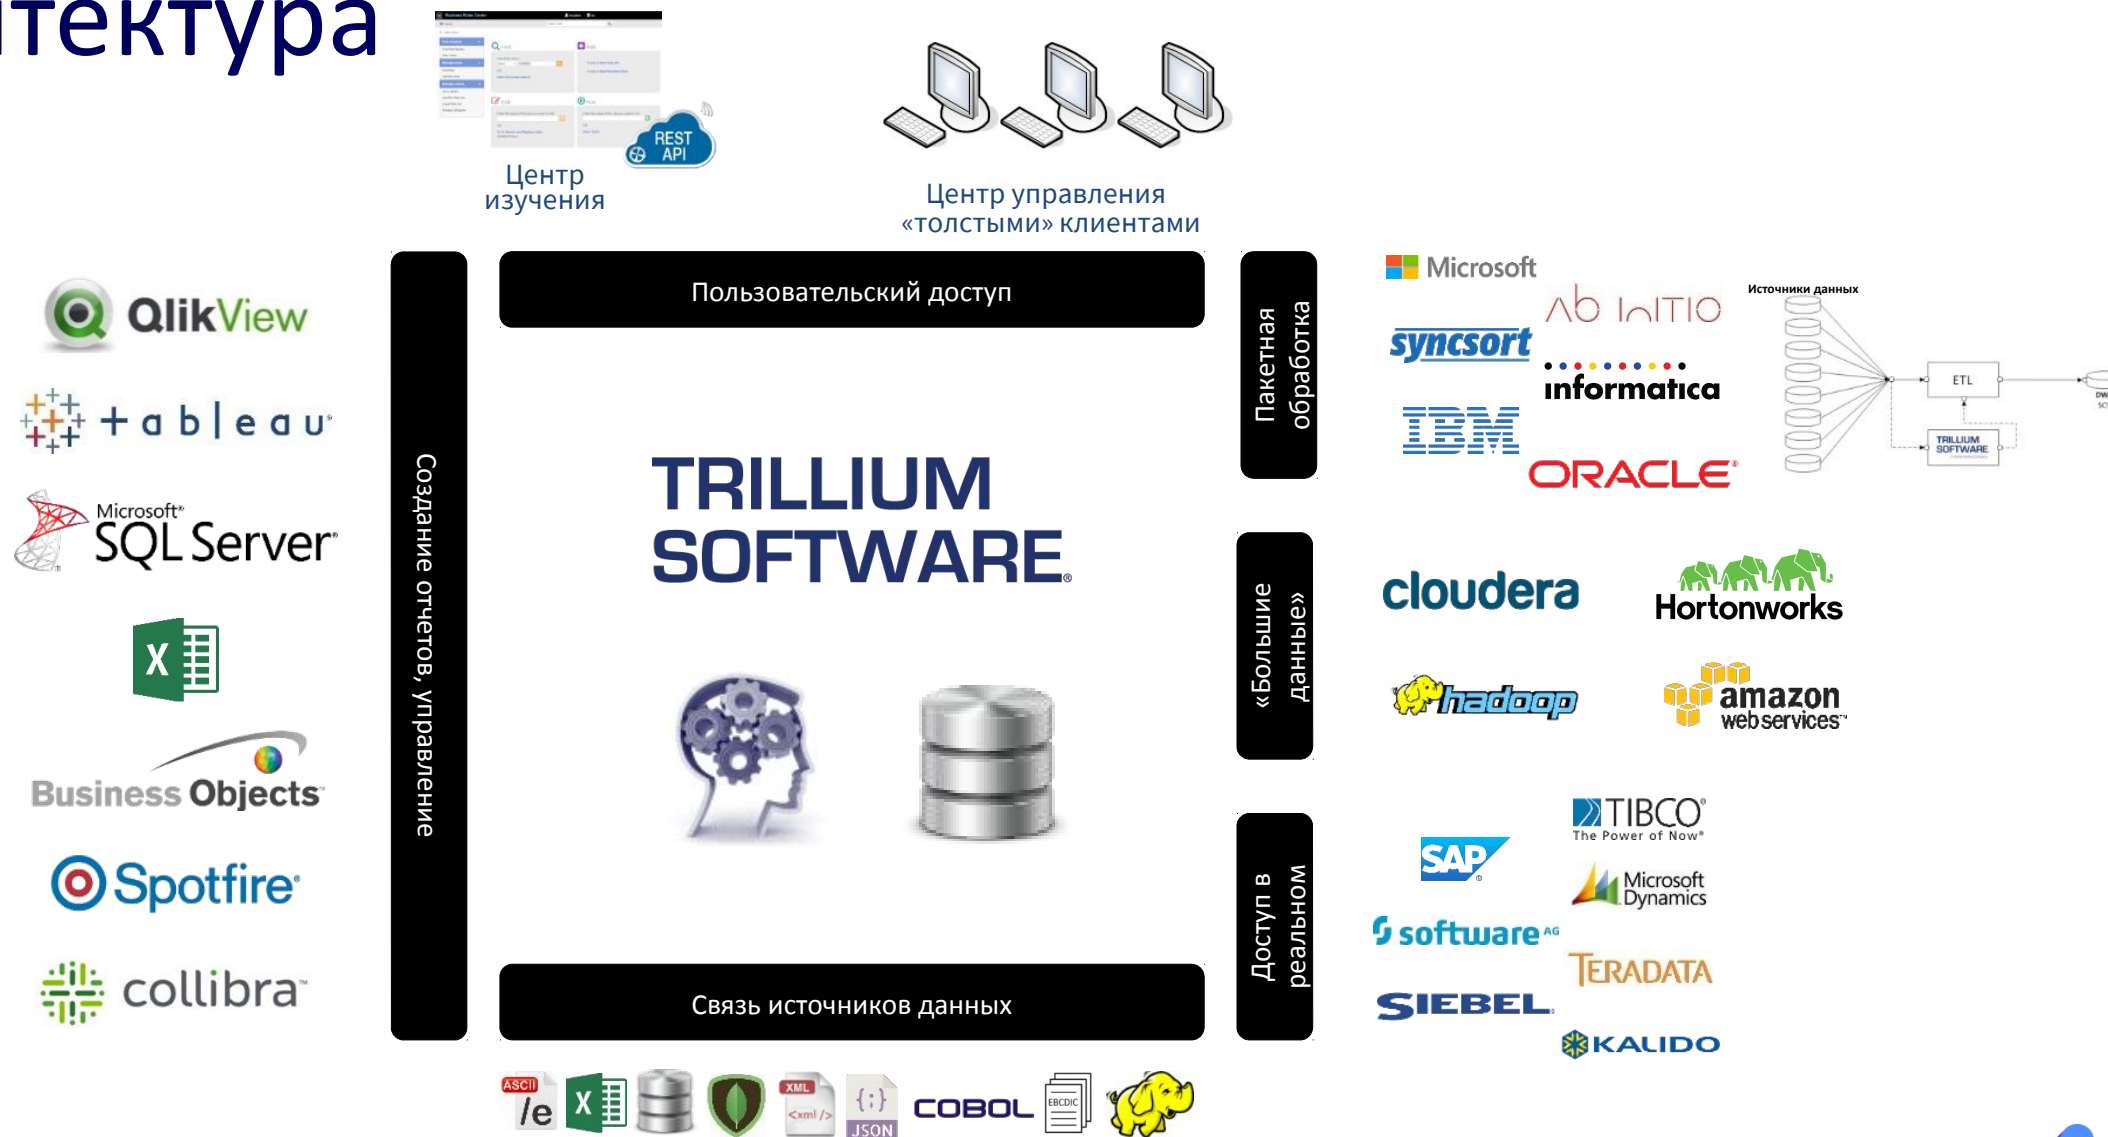 итектура
REST
API
Центр
изучения
Центр управления
«толстыми» клиентами
Пользовательский доступ
Создание отчетов, управление
QlikView
+ableau
Microsoft
SQL Server
X
Business Objects
Spotfire
collibra
TRILLIUM
SOFTWARE
Связь источников данных
ASCII
/e
X
XML
<xml/>
{;}
JSON
COBOL
EBCDIC
Пакетная
обработка
«Большие
данные»
Доступ в
реальном
Microsoft
Ab Initio
syncsort
informatica
IBM
ORACLE
Источники данных
ETL
TRILLIUM
SOFTWARE
cloudera
Hortonworks
hadoop
amazon
webservices
TIBCO
The Power of Now
SAP
Microsoft
Dynamics
software AG
TERADATA
SIEBEL
KALIDO